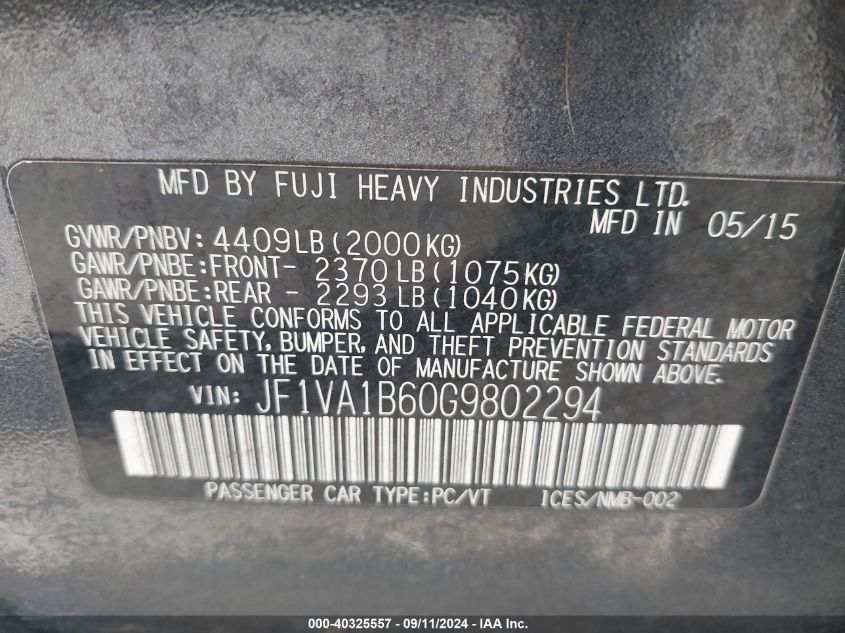 MFD BY FUJI HEAVY INDUSTRIES LTD.
MFD IN 05/15
GVWR/PNBV: 4409LB(2000KG)
GAWR/PNBE:FRONT- 2370LB(1075KG)
GAWR/PNBE:REAR - 2293LB(1040KG)
THIS VEHICLE CONFORMS TO ALL APPLICABLE FEDERAL MOTOR
VEHICLE SAFETY, BUMPER, AND THEFT PREVENTION STANDARDS
IN EFFECT ON THE DATE OF MANUFACTURE SHOWN ABOVE.
VIN: JF1VA1B60G9802294
PASSENGER CAR TYPE:PC/VT ICES/NMB-002
000-40325557 - 09/11/2024 - IAA Inc.